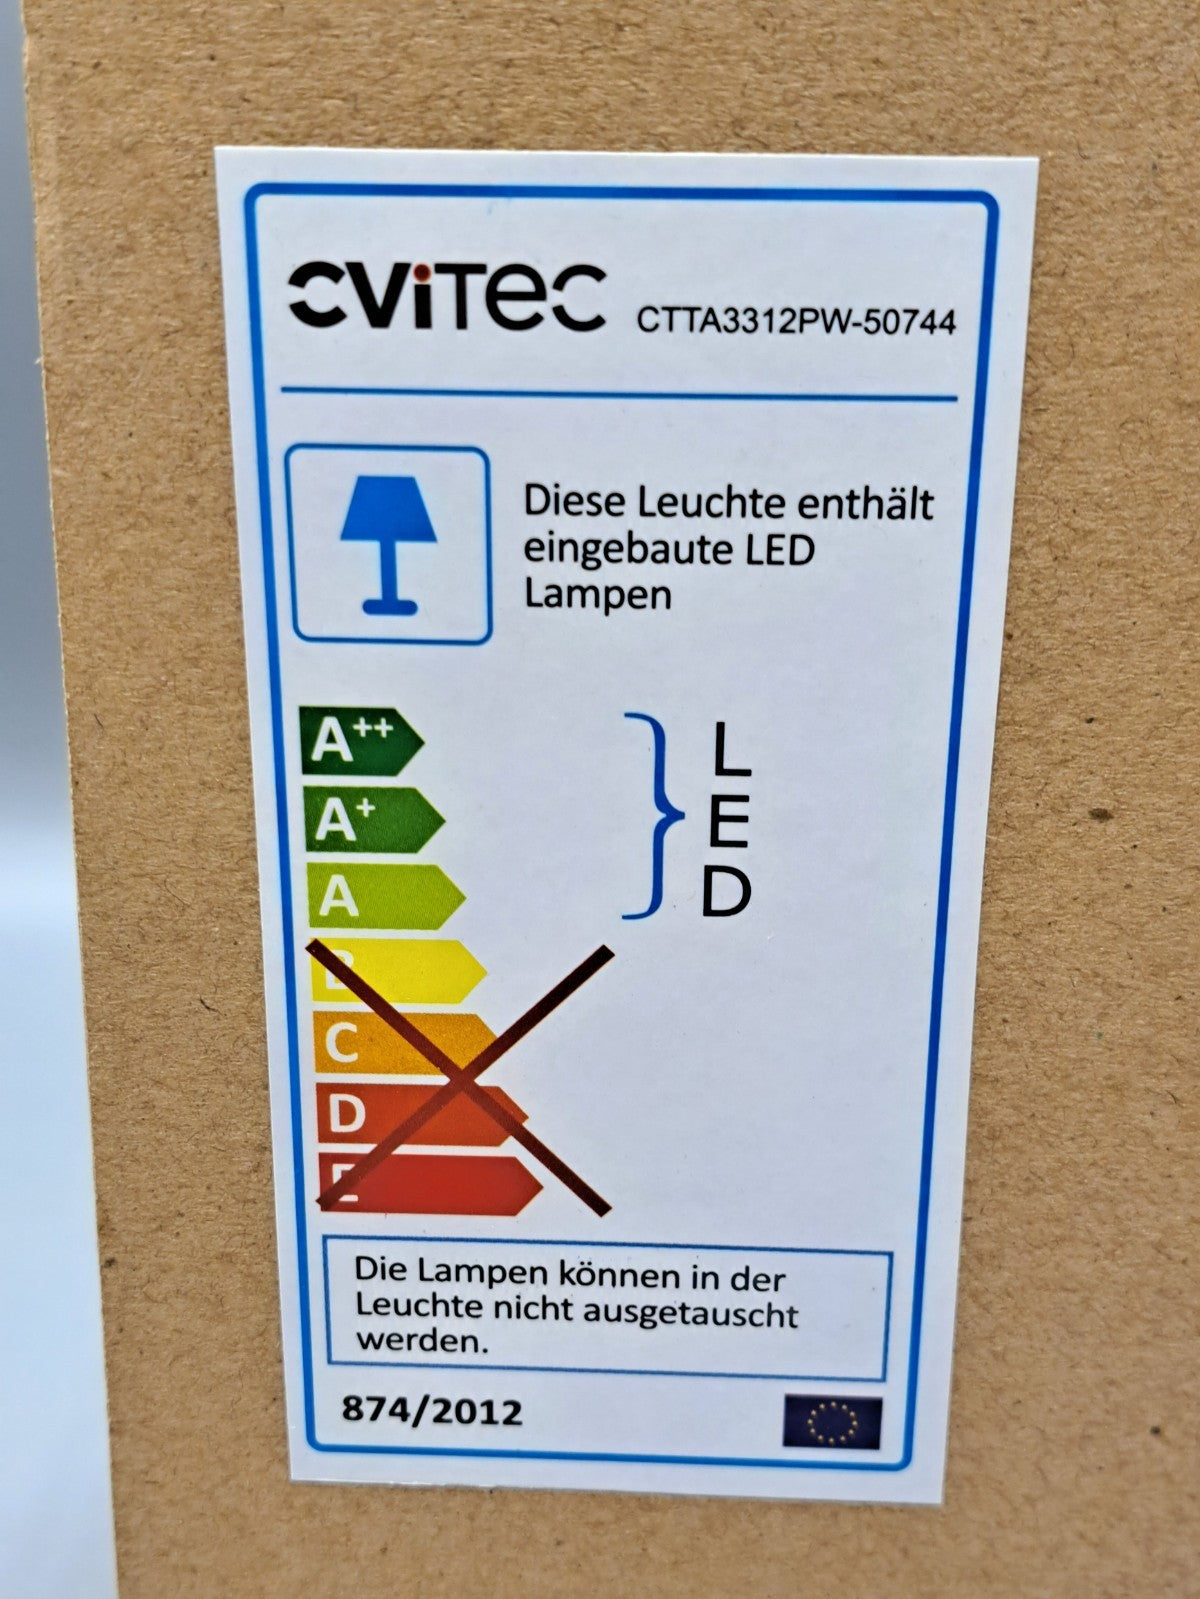 CViTEC CTTA3312PW-50744
Diese Leuchte enthält
eingebaute LED
Lampen
A++
A+
A
B
C
D
E
L
E
D
Die Lampen können in der
Leuchte nicht ausgetauscht
werden.
874/2012